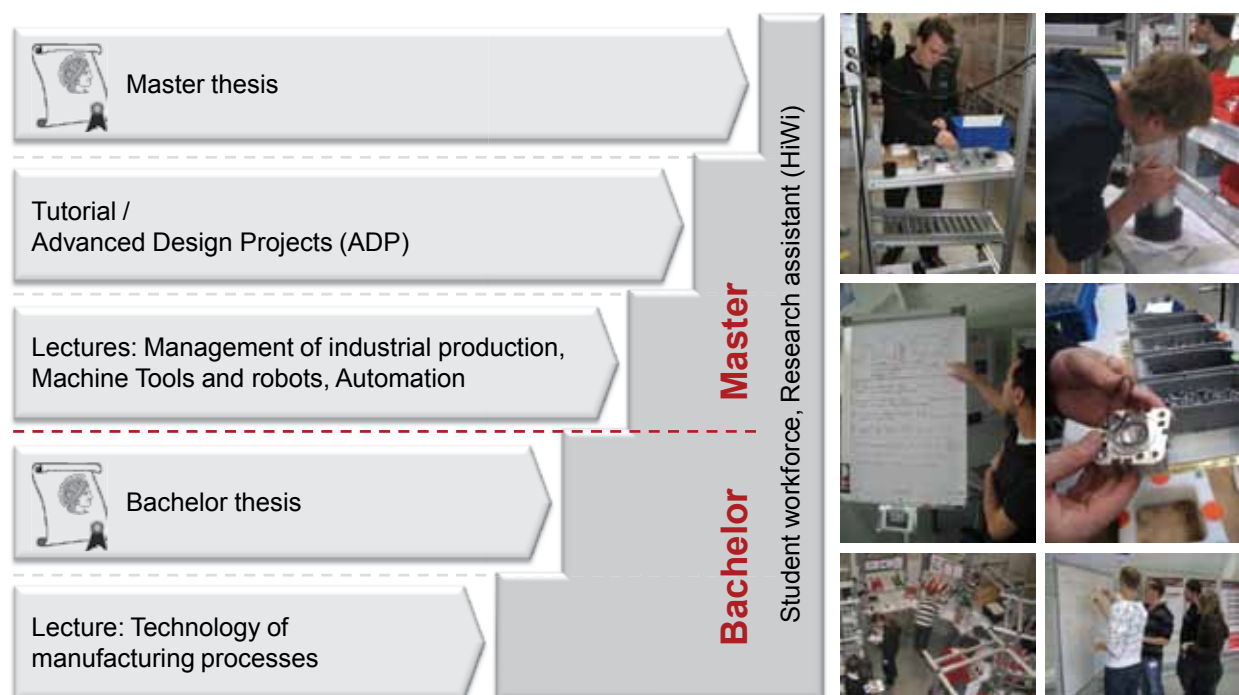 Master thesis
Tutorial /
Advanced Design Projects (ADP)
Lectures: Management of industrial production,
Machine Tools and robots, Automation
Bachelor thesis
Lecture: Technology of
manufacturing processes
Master
Bachelor
Student workforce, Research assistant (HiWi)